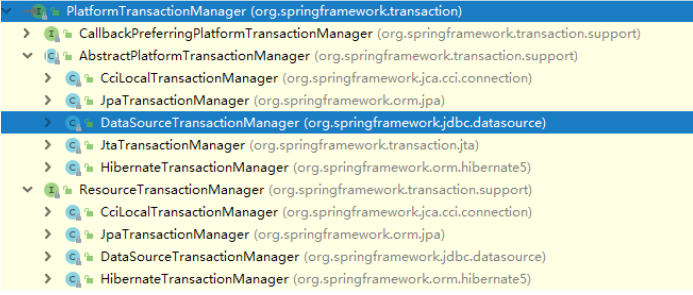 PlatformTransactionManager (org.springframework.transaction)
I CallbackPreferringPlatformTransactionManager (org.springframework.transaction.support)
C AbstractPlatformTransactionManager (org.springframework.transaction.support)
C CciLocalTransactionManager (org.springframework.jca.cci.connection)
C JpaTransactionManager (org.springframework.orm.jpa)
C DataSourceTransactionManager (org.springframework.jdbc.datasource)
C JtaTransactionManager (org.springframework.transaction.jta)
C HibernateTransactionManager (org.springframework.orm.hibernate5)
I ResourceTransactionManager (org.springframework.transaction.support)
C CciLocalTransactionManager (org.springframework.jca.cci.connection)
C JpaTransactionManager (org.springframework.orm.jpa)
C DataSourceTransactionManager (org.springframework.jdbc.datasource)
C HibernateTransactionManager (org.springframework.orm.hibernate5)